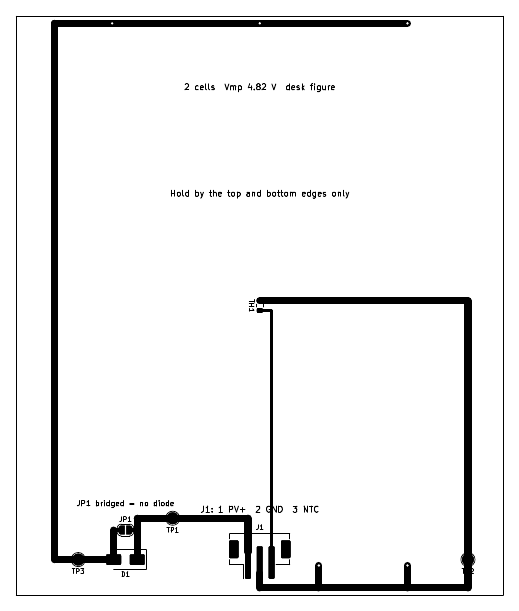 2 cells Vmp 4.82 V desk figure
Hold by the top and bottom edges only
TH1
JP1 bridged = no diode
J1: 1 PV+ 2 GND 3 NTC
JP1
TP1
J1
TP3
D1